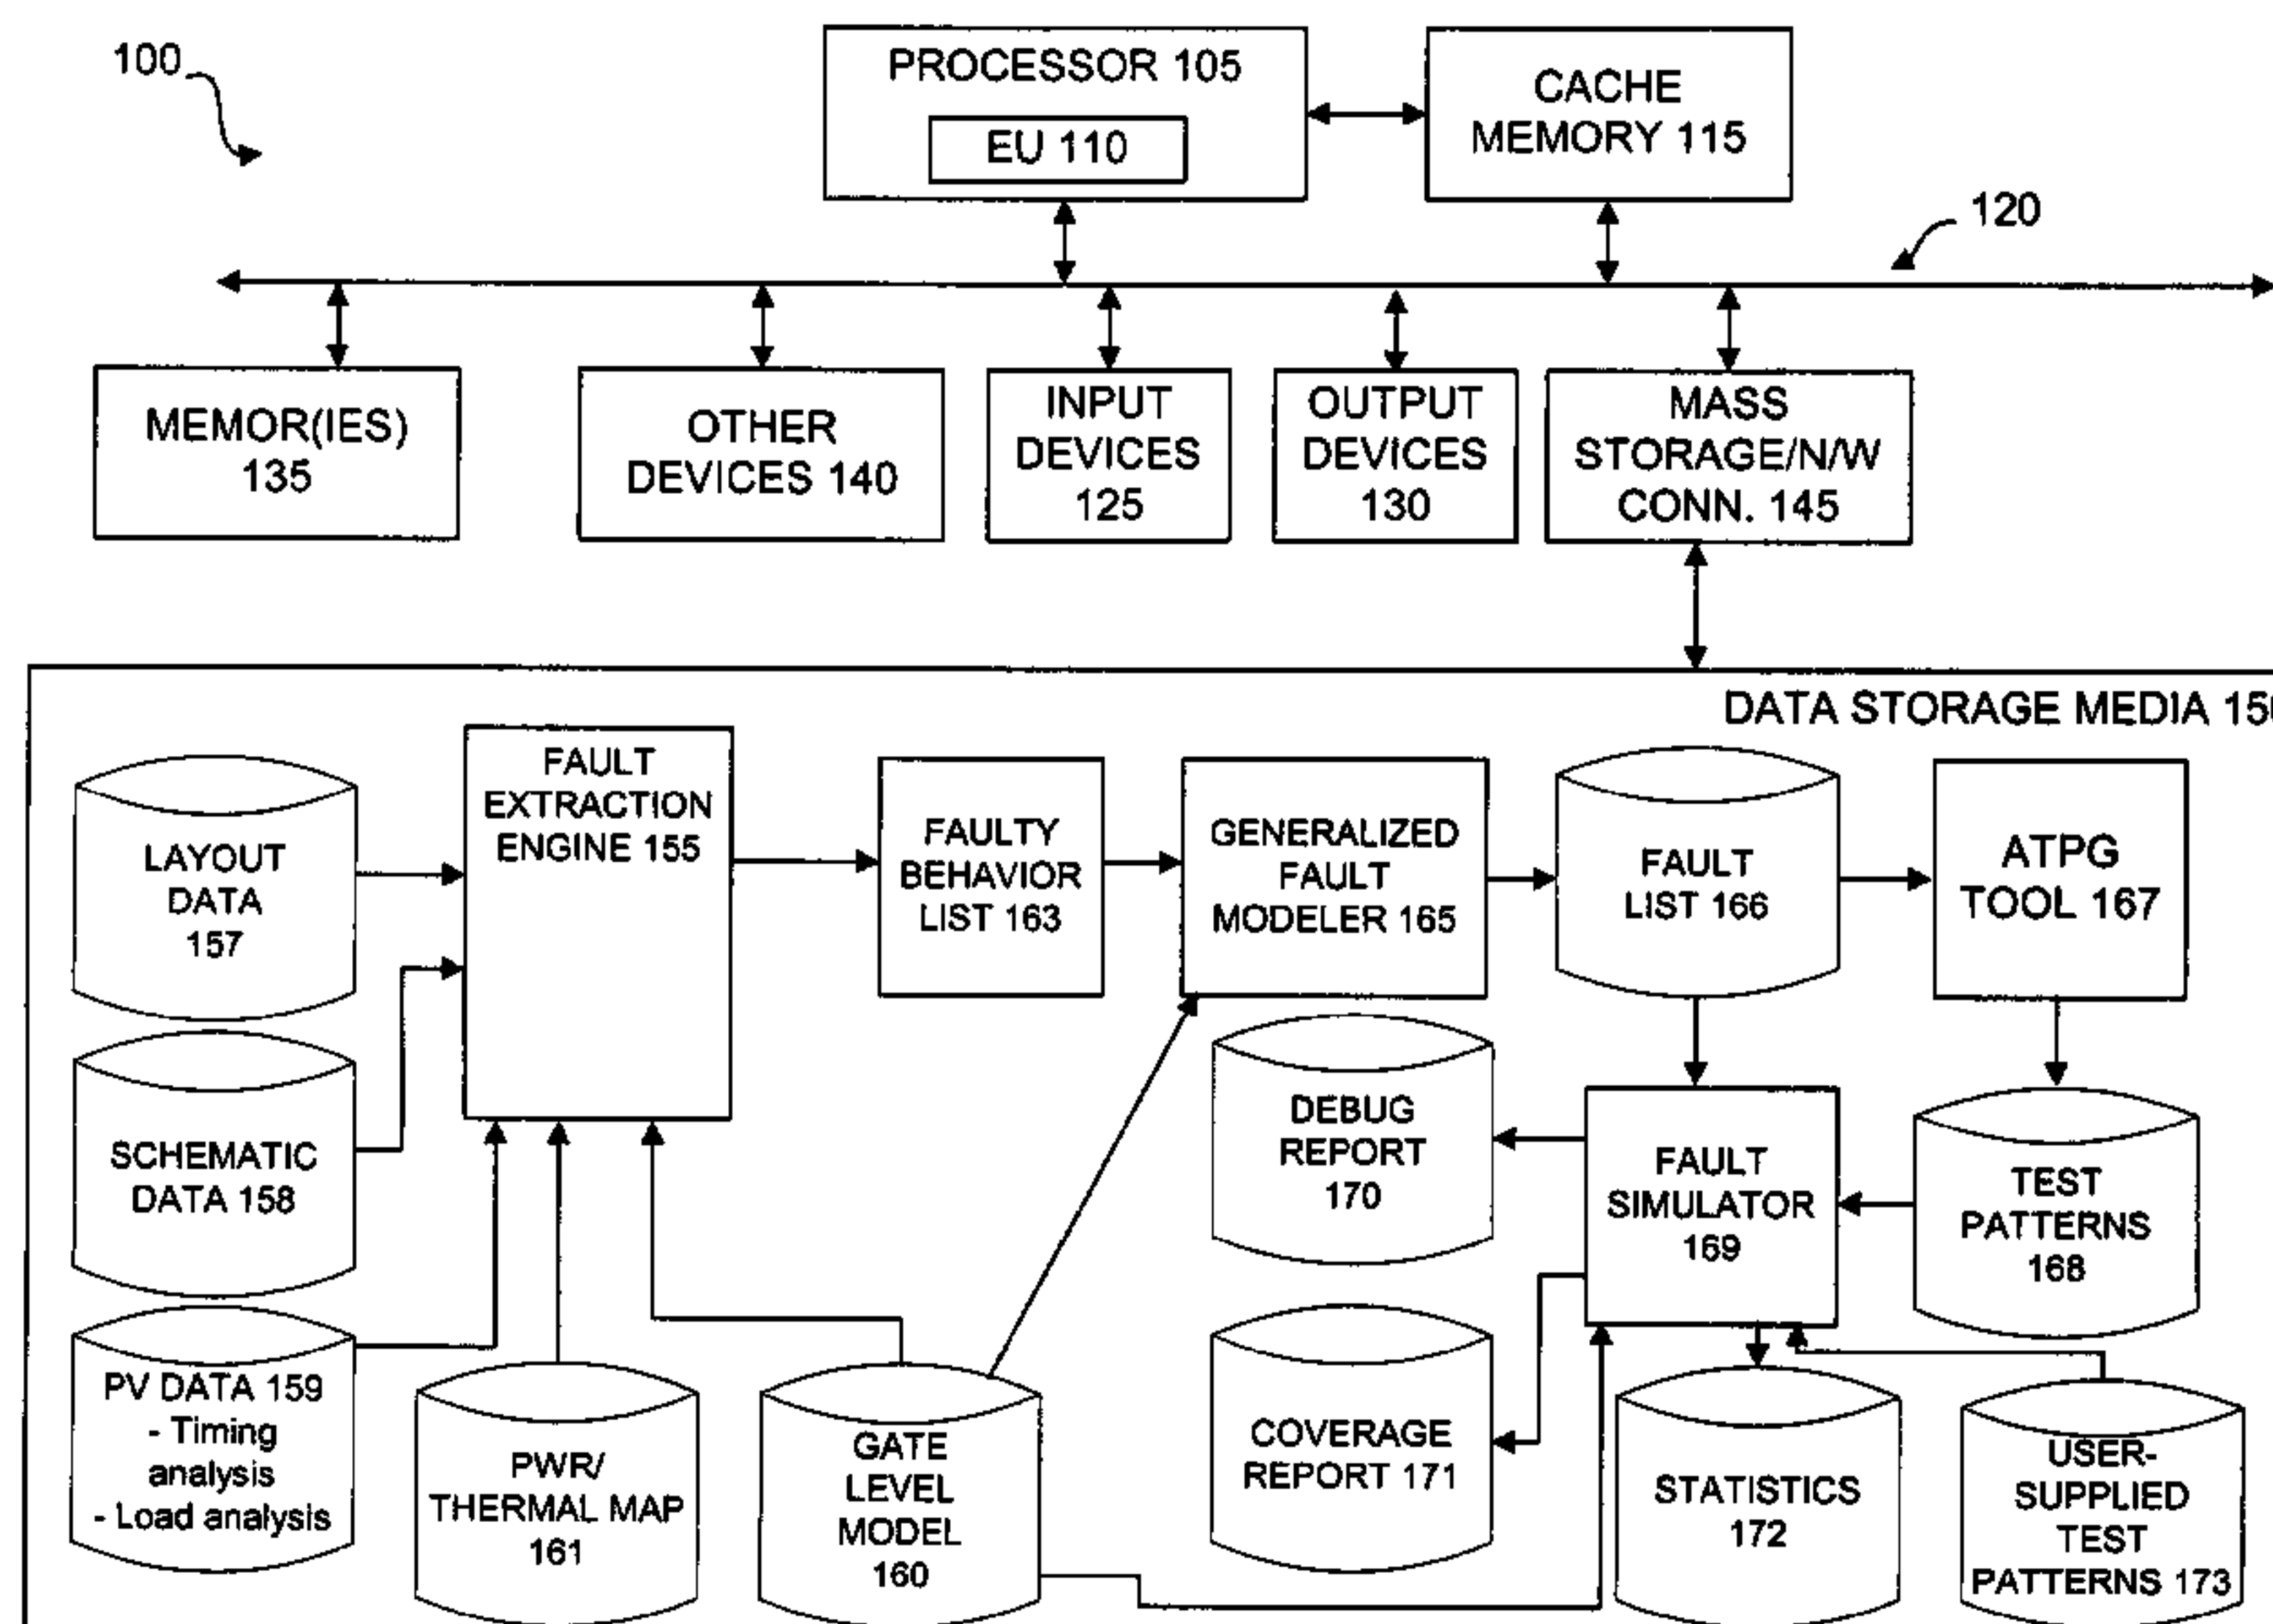 100
PROCESSOR 105
EU 110
CACHE
MEMORY 115
120
MEMOR(IES)
135
OTHER
DEVICES 140
INPUT
DEVICES
125
OUTPUT
DEVICES
130
MASS
STORAGE/N/W
CONN. 145
DATA STORAGE MEDIA 150
LAYOUT
DATA
157
FAULT
EXTRACTION
ENGINE 155
FAULTY
BEHAVIOR
LIST 163
GENERALIZED
FAULT
MODELER 165
FAULT
LIST 166
ATPG
TOOL 167
SCHEMATIC
DATA 158
DEBUG
REPORT
170
FAULT
SIMULATOR
169
TEST
PATTERNS
168
PV DATA 159
- Timing
analysis
- Load analysis
PWR/
THERMAL MAP
161
GATE
LEVEL
MODEL
160
COVERAGE
REPORT 171
STATISTICS
172
USER-
SUPPLIED
TEST
PATTERNS 173